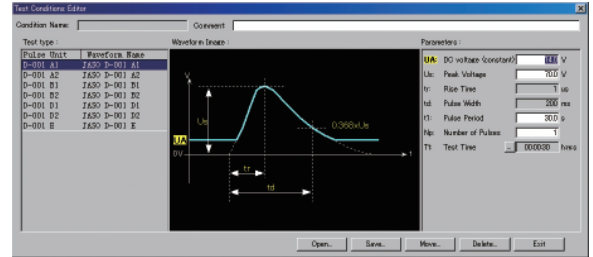 Test Conditions Editor
Condition Name: Comment:
Test type :
Pulse Unit Waveform Name
D-001 A1 JASO D-001 A1
D-001 A2 JASO D-001 A2
D-001 B1 JASO D-001 B1
D-001 B2 JASO D-001 B2
D-001 D1 JASO D-001 D1
D-001 D2 JASO D-001 D2
D-001 E JASO D-001 E
Waveform Image :
V
Us
0.368xUs
UA
0V
t
tr
td
Parameters :
UA: DC voltage (constant) 14.0 V
Us: Peak Voltage 70.0 V
tr: Rise Time 1 us
td: Pulse Width 200 ms
t1: Pulse Period 30.0 s
Np: Number of Pulses 1
Tt: Test Time ... 00:00:30 h:m:s
Open... Save... Move... Delete... Exit